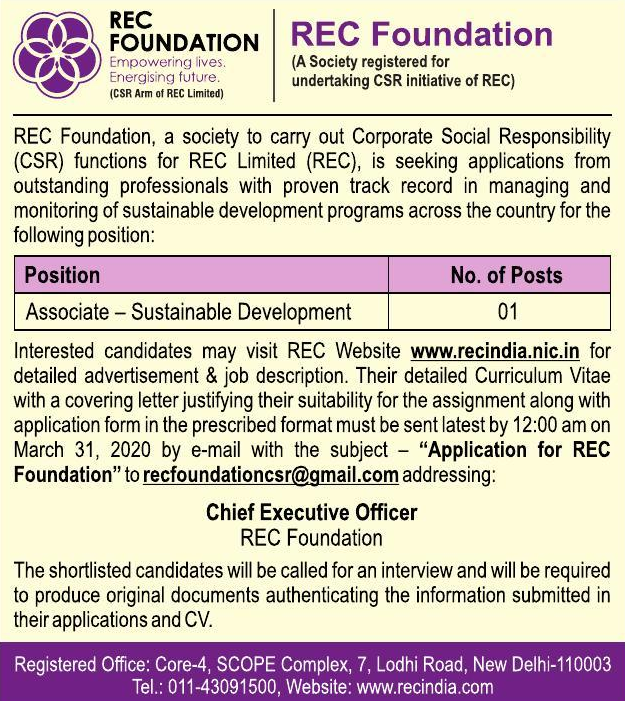 REC
FOUNDATION
Empowering lives.
Energising future.
(CSR Arm of REC Limited)
REC Foundation
(A Society registered for
undertaking CSR initiative of REC)
REC Foundation, a society to carry out Corporate Social Responsibility
(CSR) functions for REC Limited (REC), is seeking applications from
outstanding professionals with proven track record in managing and
monitoring of sustainable development programs across the country for the
following position:
Position No. of Posts
Associate – Sustainable Development 01
Interested candidates may visit REC Website www.recindia.nic.in for
detailed advertisement & job description. Their detailed Curriculum Vitae
with a covering letter justifying their suitability for the assignment along with
application form in the prescribed format must be sent latest by 12:00 am on
March 31, 2020 by e-mail with the subject – “Application for REC
Foundation” to recfoundationcsr@gmail.com addressing:
Chief Executive Officer
REC Foundation
The shortlisted candidates will be called for an interview and will be required
to produce original documents authenticating the information submitted in
their applications and CV.
Registered Office: Core-4, SCOPE Complex, 7, Lodhi Road, New Delhi-110003
Tel.: 011-43091500, Website: www.recindia.com